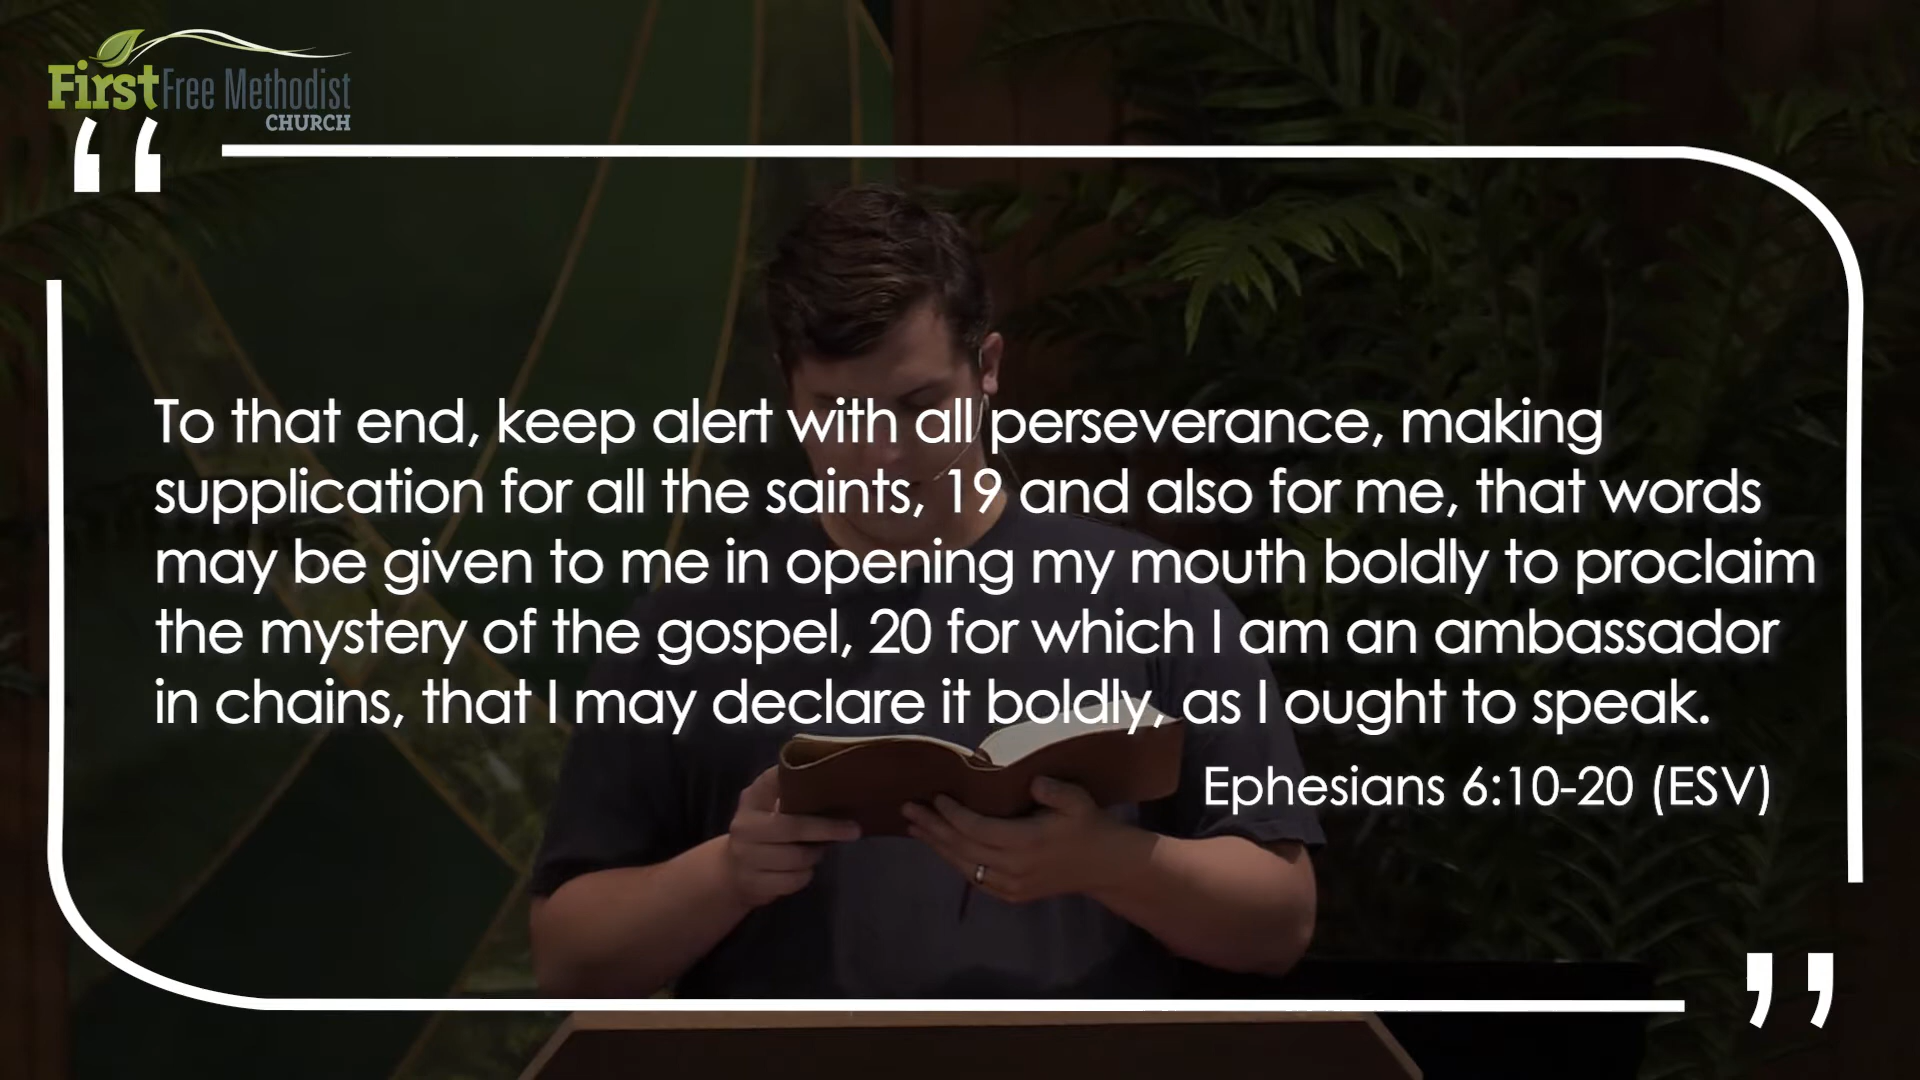 First Free Methodist
CHURCH
“
To that end, keep alert with all perseverance, making
supplication for all the saints, 19 and also for me, that words
may be given to me in opening my mouth boldly to proclaim
the mystery of the gospel, 20 for which I am an ambassador
in chains, that I may declare it boldly, as I ought to speak.
Ephesians 6:10-20 (ESV)
”